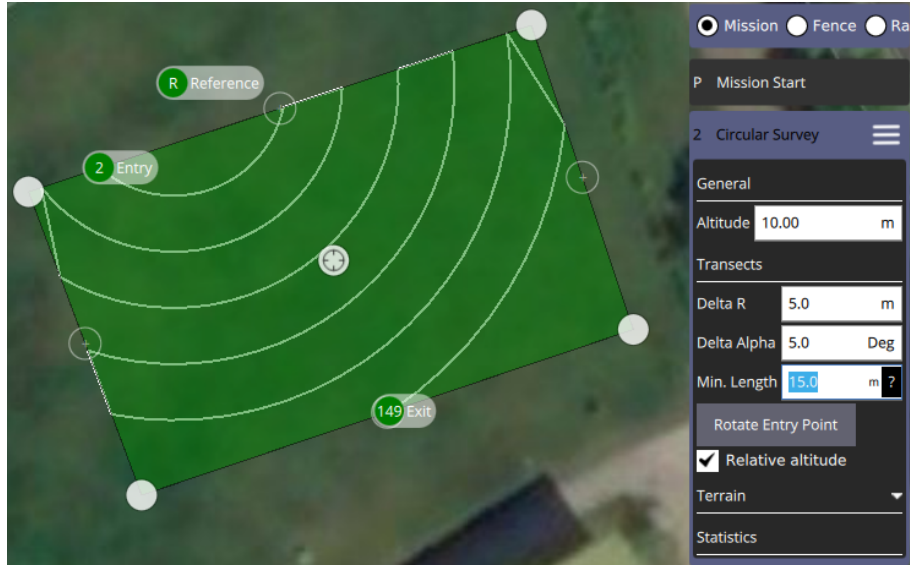 Mission Fence Ra
R Reference
P Mission Start
2 Circular Survey
2 Entry
General
Altitude 10.00 m
Transects
Delta R 5.0 m
Delta Alpha 5.0 Deg
Min. Length 15.0 m ?
149 Exit
Rotate Entry Point
Relative altitude
Terrain
Statistics